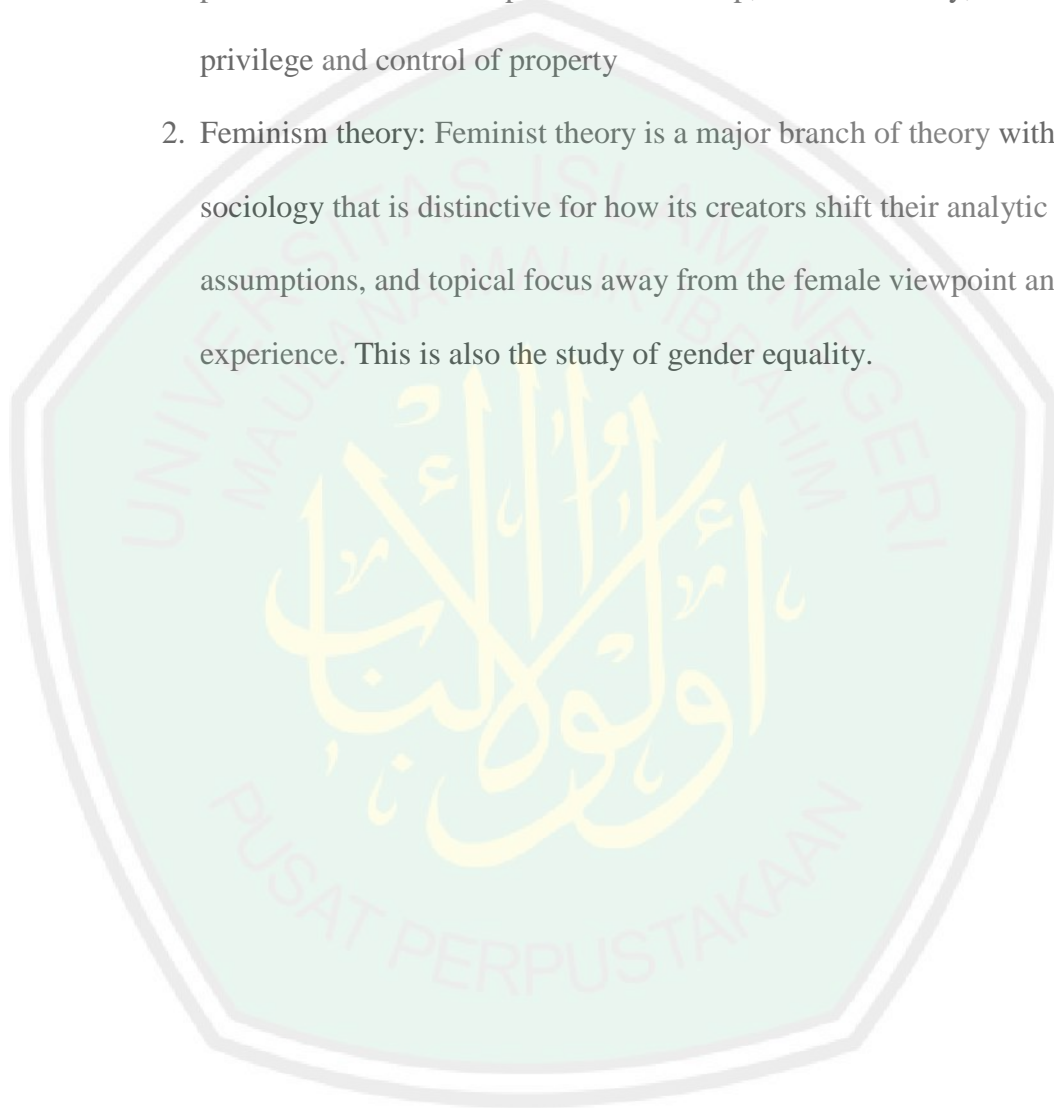 privilege and control of property
2. Feminism theory: Feminist theory is a major branch of theory with
sociology that is distinctive for how its creators shift their analytic
assumptions, and topical focus away from the female viewpoint an
experience. This is also the study of gender equality.
UNIVERSITAS ISLAM NEGERI
MAULANA MALIK IBRAHIM
أولوا الألباب
PUSAT PERPUSTAKAAN